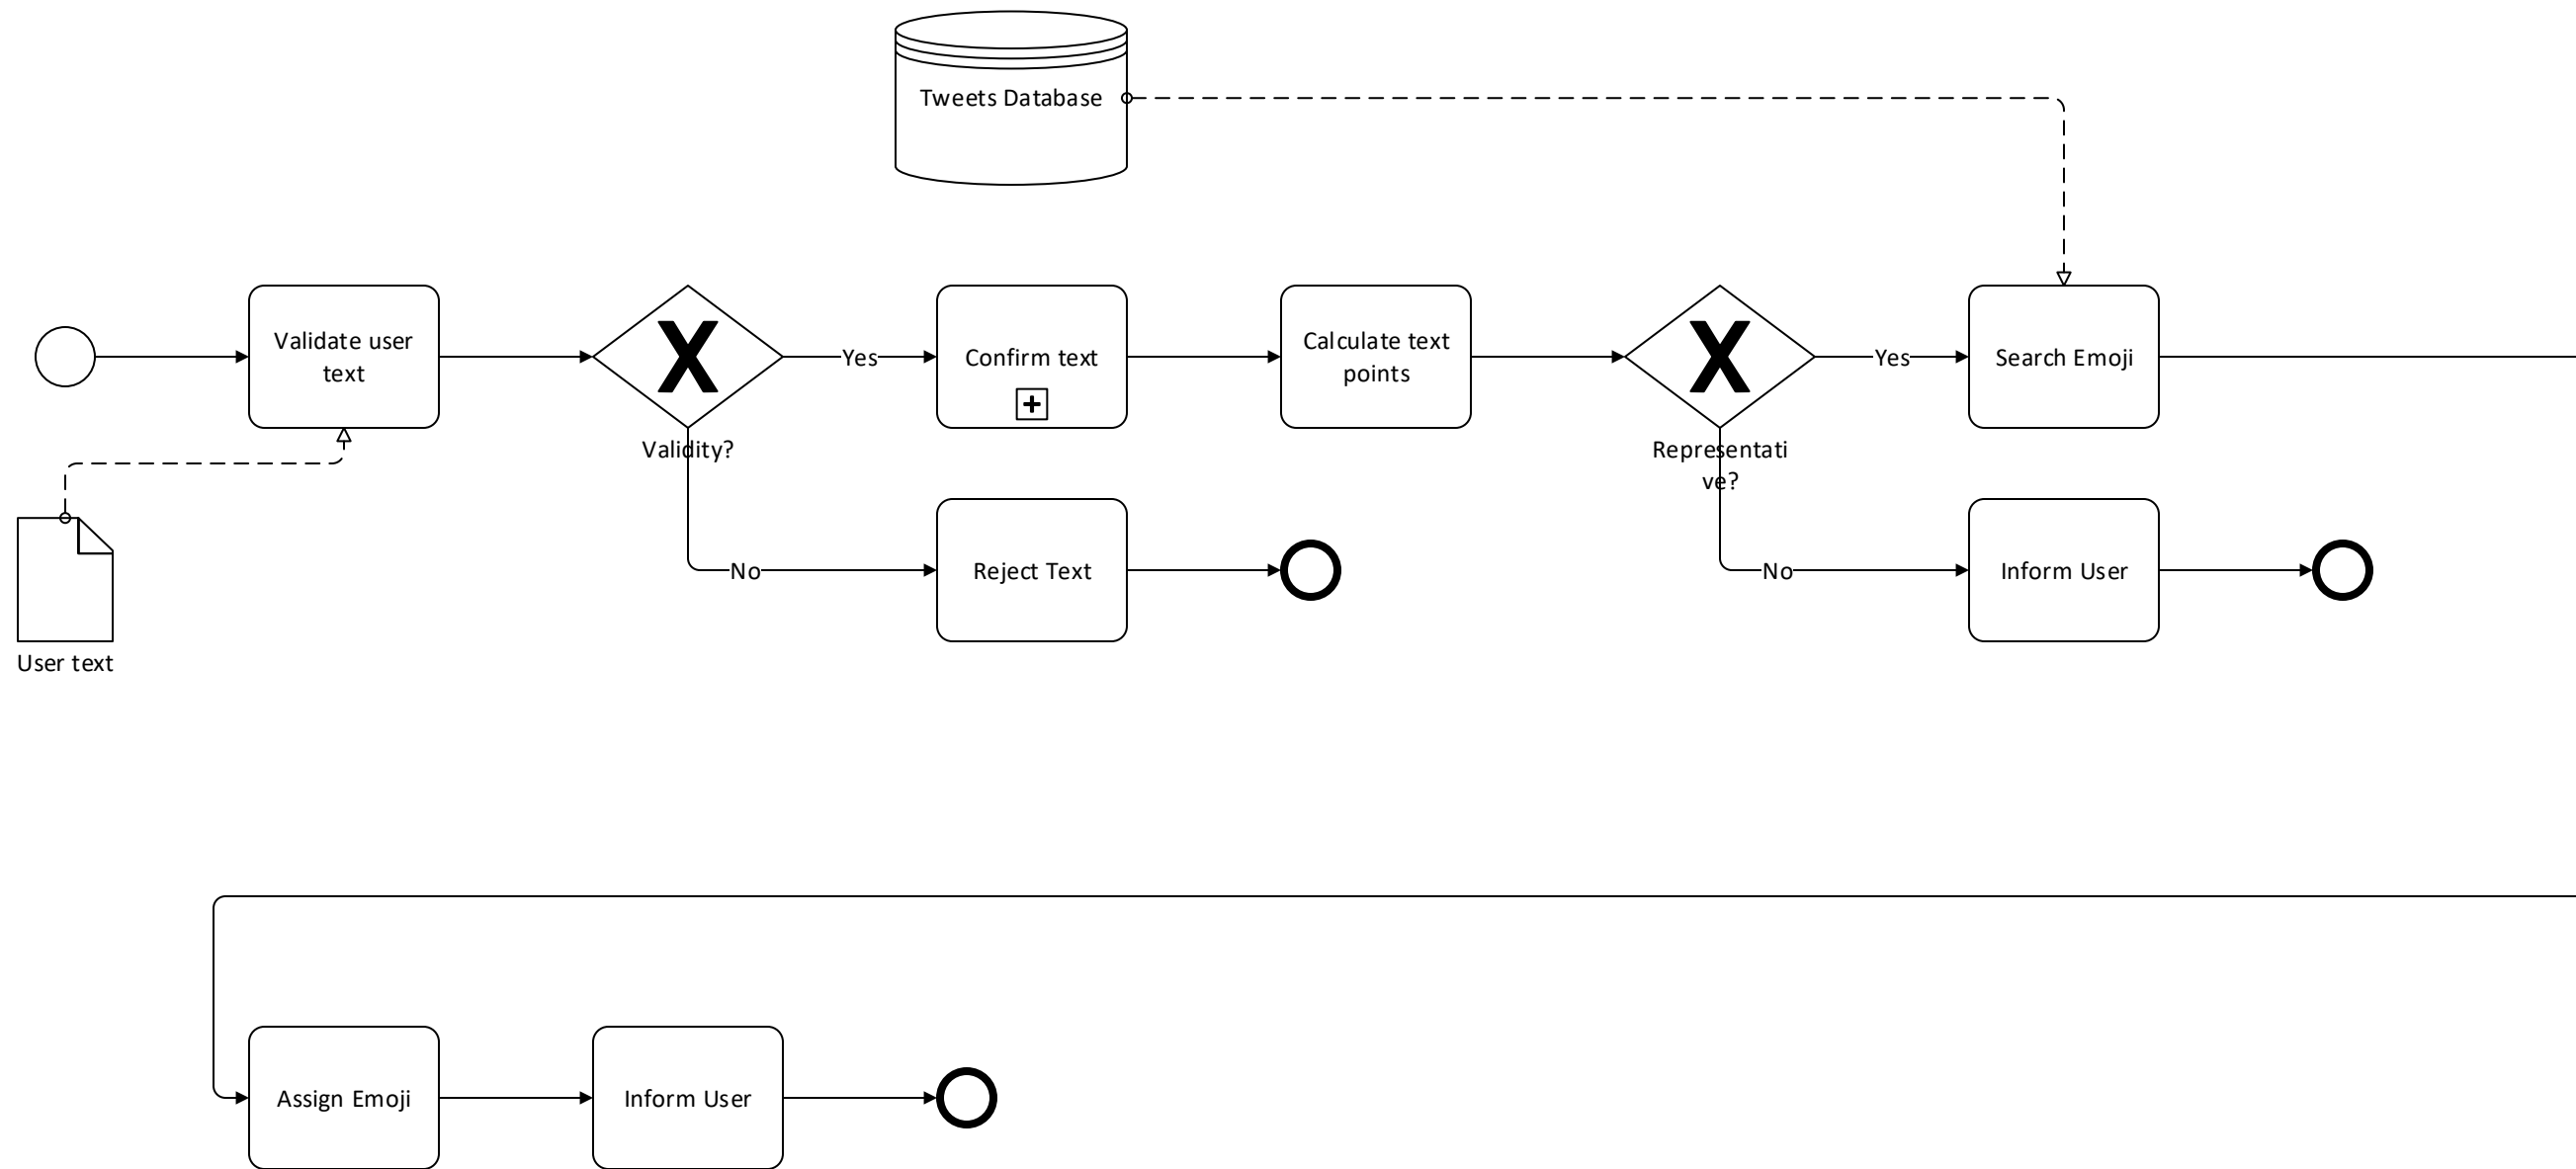 Tweets Database
Validate user
text
Yes
Confirm text
Calculate text
points
Yes
Search Emoji
Validity?
Representati
ve?
No
Reject Text
No
Inform User
User text
Assign Emoji
Inform User